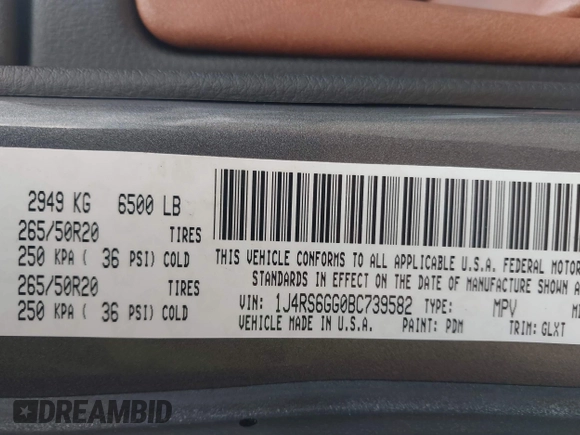 2949 KG 6500 LB
265/50R20 TIRES
250 KPA ( 36 PSI) COLD
265/50R20 TIRES
250 KPA ( 36 PSI) COLD
THIS VEHICLE CONFORMS TO ALL APPLICABLE U.S.A. FEDERAL MOTOR
STANDARDS IN EFFECT ON THE DATE OF MANUFACTURE SHOWN A
VIN: 1J4RS6GG0BC739582 TYPE: MPV
VEHICLE MADE IN U.S.A. PAINT: PDM TRIM: GLXT
DREAMBID